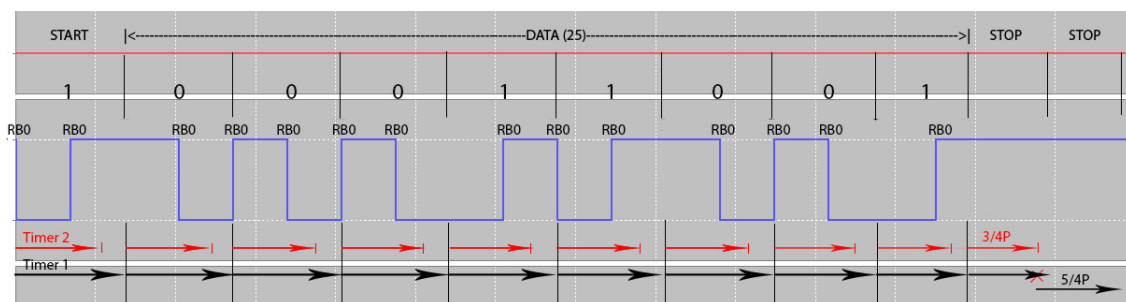 START |<---DATA (25)--->| STOP STOP
1 0 0 0 1 1 0 0 1
RB0 RB0 RB0 RB0 RB0 RB0 RB0 RB0 RB0 RB0 RB0 RB0 RB0 RB0
Timer 2 3/4P
Timer 1 5/4P